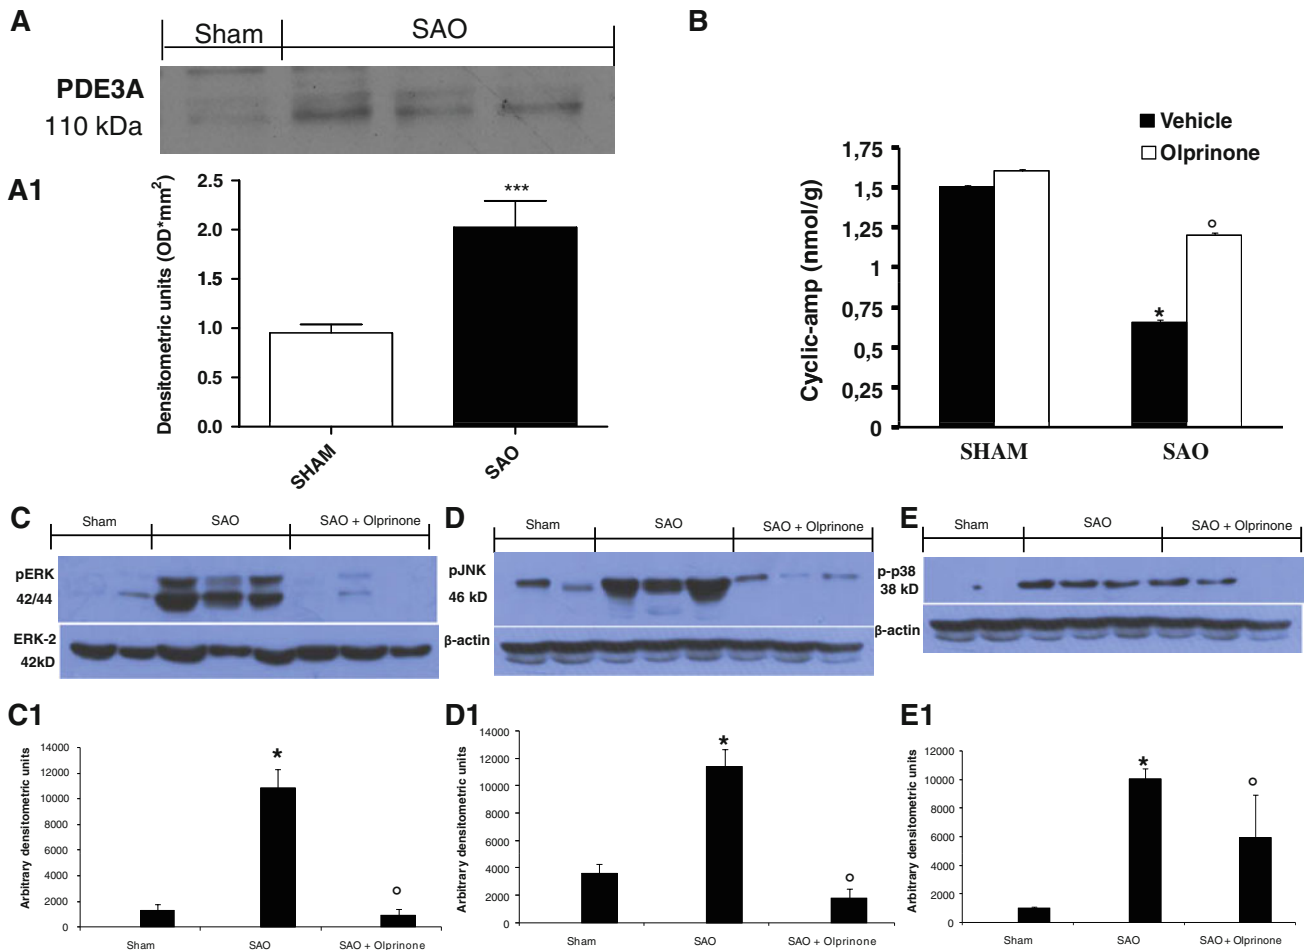 A
Sham
SAO
PDE3A
110 kDa
A1
Densitometric units (OD*mm2)
2.5
2.0
1.5
1.0
0.5
0.0
***
SHAM
SAO
B
Vehicle
Olprinone
Cyclic-amp (nmol/g)
1,75
1,5
1,25
1
0,75
0,5
0,25
0
*
°
SHAM
SAO
C
Sham
SAO
SAO + Olprinone
pERK
42/44
ERK-2
42kD
D
Sham
SAO
SAO + Olprinone
pJNK
46 kD
β-actin
E
Sham
SAO
SAO + Olprinone
p-p38
38 kD
β-actin
C1
Arbitrary densitometric units
14000
12000
10000
8000
6000
4000
2000
0
*
°
Sham
SAO
SAO + Olprinone
D1
Arbitrary densitometric units
14000
12000
10000
8000
6000
4000
2000
0
*
°
Sham
SAO
SAO + Olprinone
E1
Arbitrary densitometric units
12000
10000
8000
6000
4000
2000
0
*
°
Sham
SAO
SAO + Olprinone